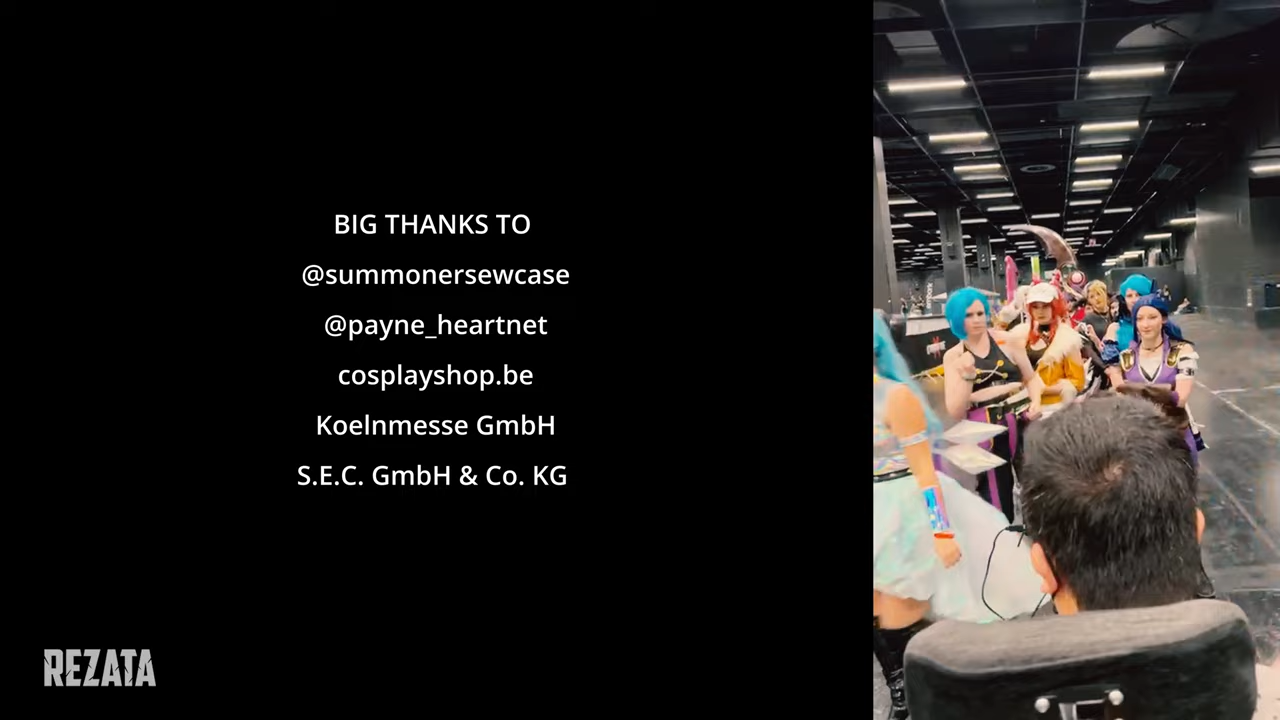 BIG THANKS TO
@summonersewcase
@payne_heartnet
cosplayshop.be
Koelnmesse GmbH
S.E.C. GmbH & Co. KG
REZATA